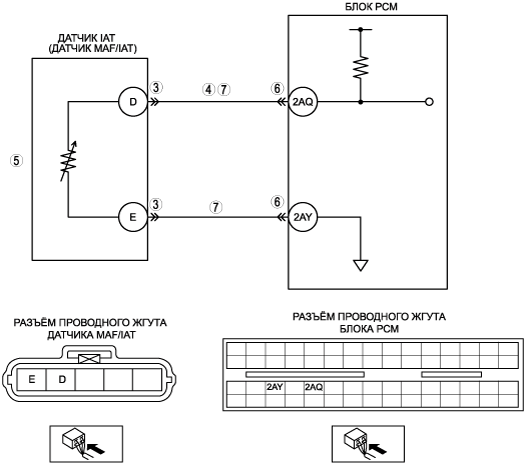 БЛОК PCM
ДАТЧИК IAT
(ДАТЧИК MAF/IAT)
3
4 7
6
D
2AQ
5
3
7
6
E
2AY
РАЗЪЁМ ПРОВОДНОГО ЖГУТА
ДАТЧИКА MAF/IAT
E D
РАЗЪЁМ ПРОВОДНОГО ЖГУТА
БЛОКА PCM
2AY 2AQ